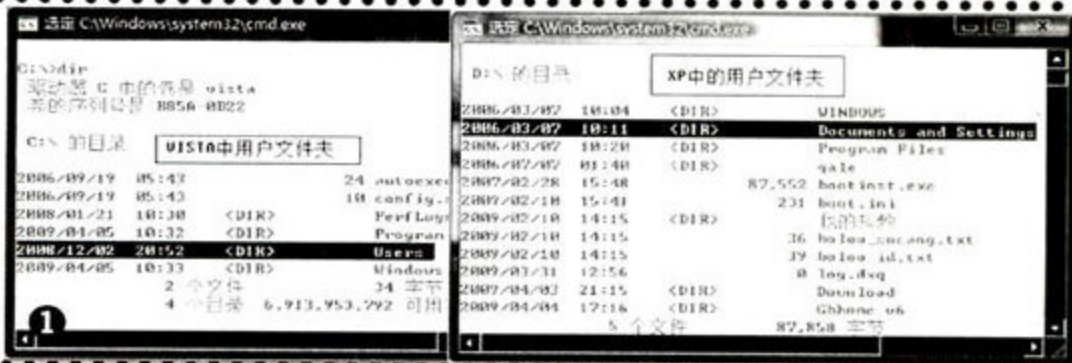 选定 C:\Windows\system32\cmd.exe
C:\>dir
驱动器 C 中的卷是 vista
卷的序列号是 B85A-0D22
C:\ 的目录
VISTA中用户文件夹
2006/09/19 05:43 24 autoexec
2006/09/19 05:43 10 config.s
2008/01/21 10:30 <DIR> PerfLogs
2009/04/05 10:32 <DIR> Program
2008/12/02 20:52 <DIR> Users
2009/04/05 10:33 <DIR> Windows
2 个文件 34 字节
4 个目录 6,913,953,792 可用
1
选定 C:\Windows\system32\cmd.exe
D:\ 的目录
XP中的用户文件夹
2006/03/07 10:04 <DIR> WINDOWS
2006/03/07 10:11 <DIR> Documents and Settings
2006/03/07 10:20 <DIR> Program Files
2006/07/07 01:40 <DIR> gale
2007/02/28 15:48 87,552 bootinst.exe
2009/02/10 15:41 231 boot.ini
2009/02/10 14:15 <DIR>
2009/02/10 14:15 36
2009/02/10 14:15 39
2009/03/31 12:56 0 log.dxg
2009/04/03 21:15 <DIR> Download
2009/04/04 17:16 <DIR>
5 个文件 87,858 字节